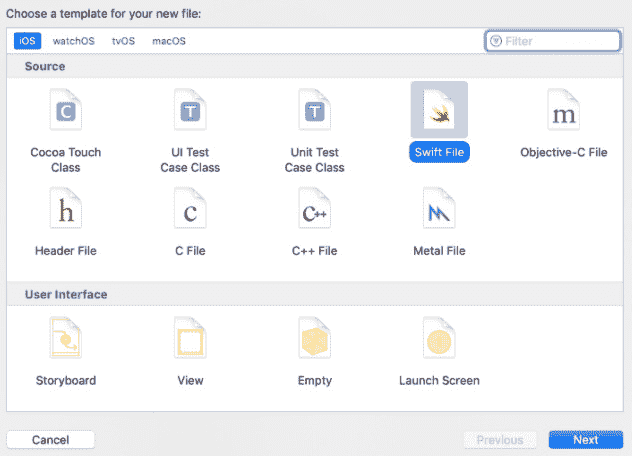 Choose a template for your new file:
iOS watchOS tvOS macOS Filter
Source
C T T m
Cocoa Touch Class UI Test Case Class Unit Test Case Class Swift File Objective-C File
h c C++
Header File C File C++ File Metal File
User Interface
Storyboard View Empty Launch Screen
Cancel Previous Next